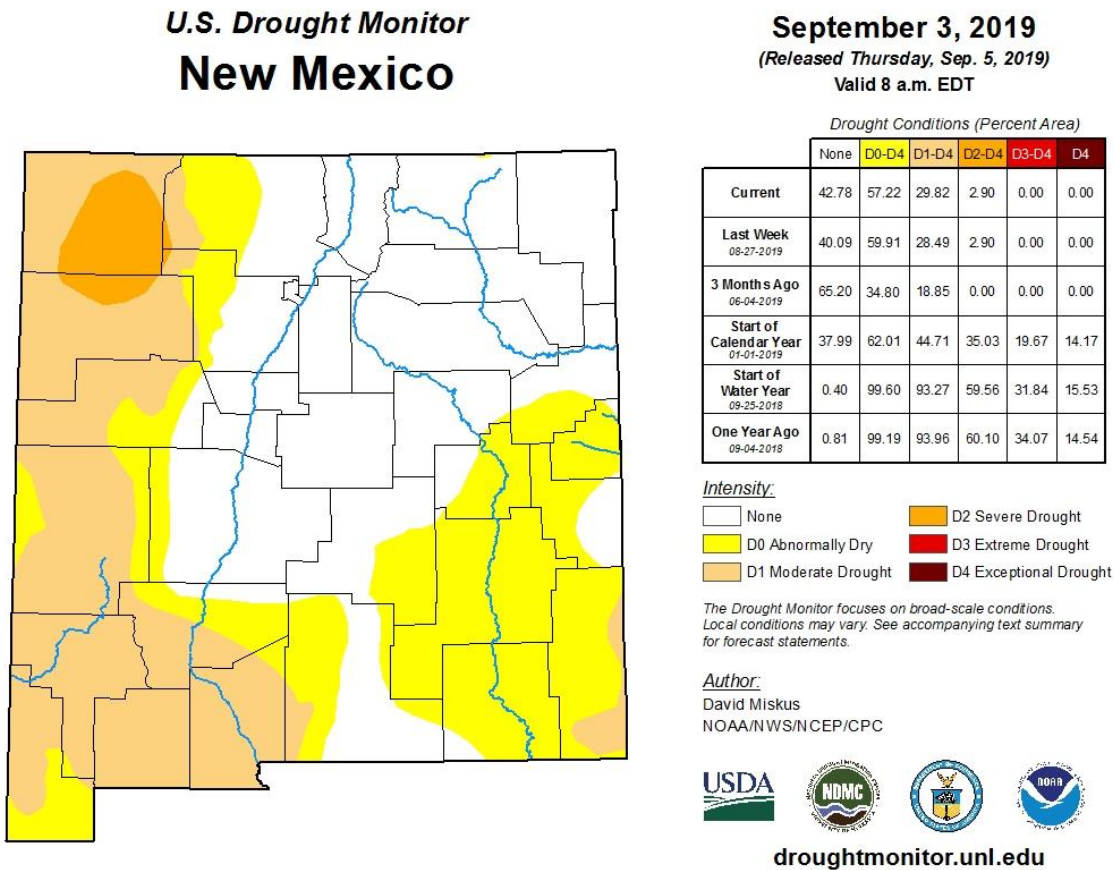 U.S. Drought Monitor
New Mexico
September 3, 2019
(Released Thursday, Sep. 5, 2019)
Valid 8 a.m. EDT
Drought Conditions (Percent Area)
None D0-D4 D1-D4 D2-D4 D3-D4 D4
Current 42.78 57.22 29.82 2.90 0.00 0.00
Last Week
08-27-2019
40.09 59.91 28.49 2.90 0.00 0.00
3 Months Ago
06-04-2019
65.20 34.80 18.85 0.00 0.00 0.00
Start of
Calendar Year
01-01-2019
37.99 62.01 44.71 35.03 19.67 14.17
Start of
Water Year
09-25-2018
0.40 99.60 93.27 59.56 31.84 15.53
One Year Ago
09-04-2018
0.81 99.19 93.96 60.10 34.07 14.54
Intensity:
None
D0 Abnormally Dry
D1 Moderate Drought
D2 Severe Drought
D3 Extreme Drought
D4 Exceptional Drought
The Drought Monitor focuses on broad-scale conditions.
Local conditions may vary. See accompanying text summary
for forecast statements.
Author:
David Miskus
NOAA/NWS/NCEP/CPC
USDA
NDMC
NOAA
droughtmonitor.unl.edu